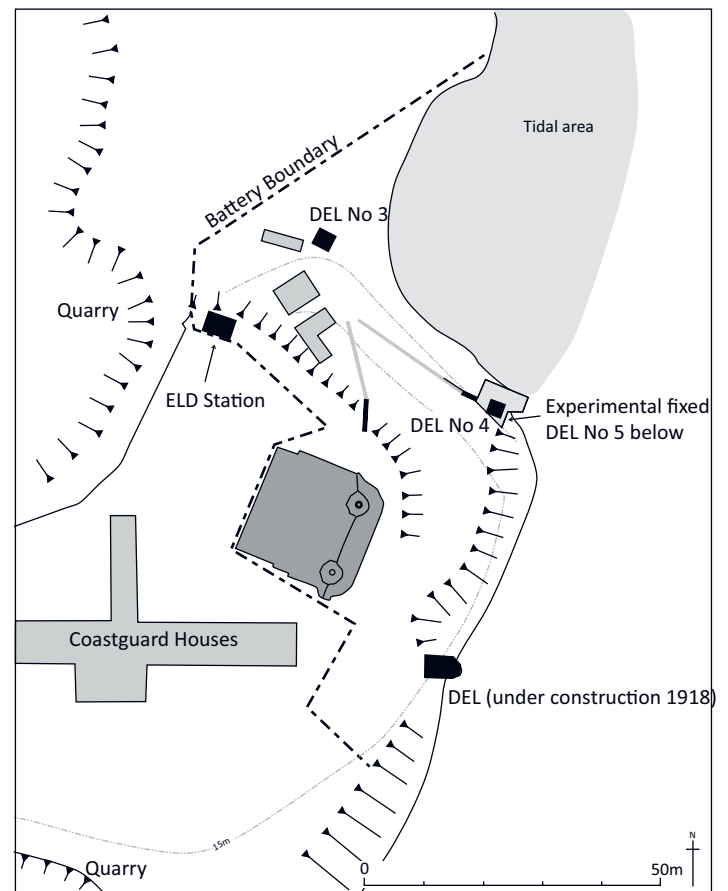 Tidal area
Battery Boundary
DEL No 3
Quarry
ELD Station
DEL No 4
Experimental fixed
DEL No 5 below
Coastguard Houses
DEL (under construction 1918)
15m
Quarry
N
0
50m